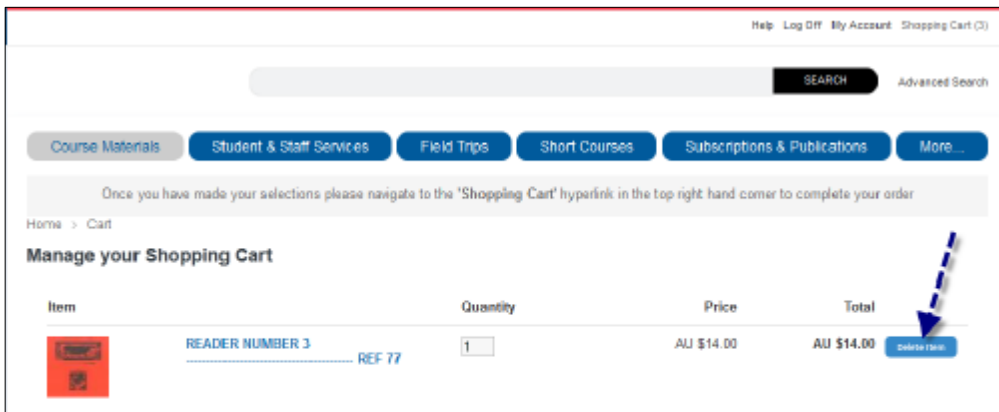 Help Log Off My Account Shopping Cart (3)
SEARCH Advanced Search
Course Materials Student & Staff Services Field Trips Short Courses Subscriptions & Publications More...
Once you have made your selections please navigate to the 'Shopping Cart' hyperlink in the top right hand corner to complete your order
Home > Cart
Manage your Shopping Cart
Item Quantity Price Total
READER NUMBER 3 1 AU $14.00 AU $14.00 Delete Item
REF 77